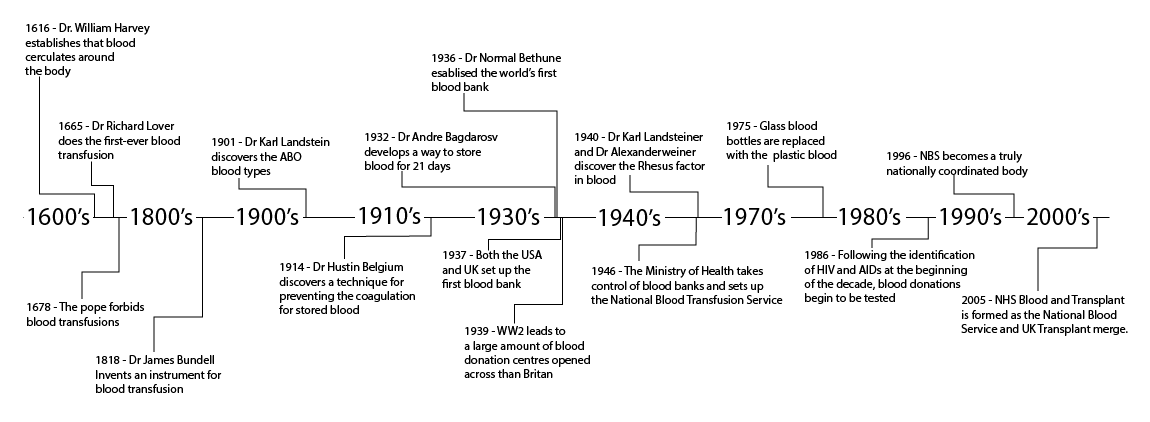 1616 - Dr. William Harvey
establishes that blood
cerculates around
the body
1665 - Dr Richard Lover
does the first-ever blood
transfusion
1901 - Dr Karl Landstein
discovers the ABO
blood types
1932 - Dr Andre Bagdarosv
develops a way to store
blood for 21 days
1936 - Dr Normal Bethune
esablised the world's first
blood bank
1940 - Dr Karl Landsteiner
and Dr Alexanderweiner
discover the Rhesus factor
in blood
1975 - Glass blood
bottles are replaced
with the plastic blood
1996 - NBS becomes a truly
nationally coordinated body
1600's 1800's 1900's 1910's 1930's 1940's 1970's 1980's 1990's 2000's
1678 - The pope forbids
blood transfusions
1818 - Dr James Bundell
Invents an instrument for
blood transfusion
1914 - Dr Hustin Belgium
discovers a technique for
preventing the coagulation
for stored blood
1937 - Both the USA
and UK set up the
first blood bank
1939 - WW2 leads to
a large amount of blood
donation centres opened
across than Britan
1946 - The Ministry of Health takes
control of blood banks and sets up
the National Blood Transfusion Service
1986 - Following the identification
of HIV and AIDs at the beginning
of the decade, blood donations
begin to be tested
2005 - NHS Blood and Transplant
is formed as the National Blood
Service and UK Transplant merge.